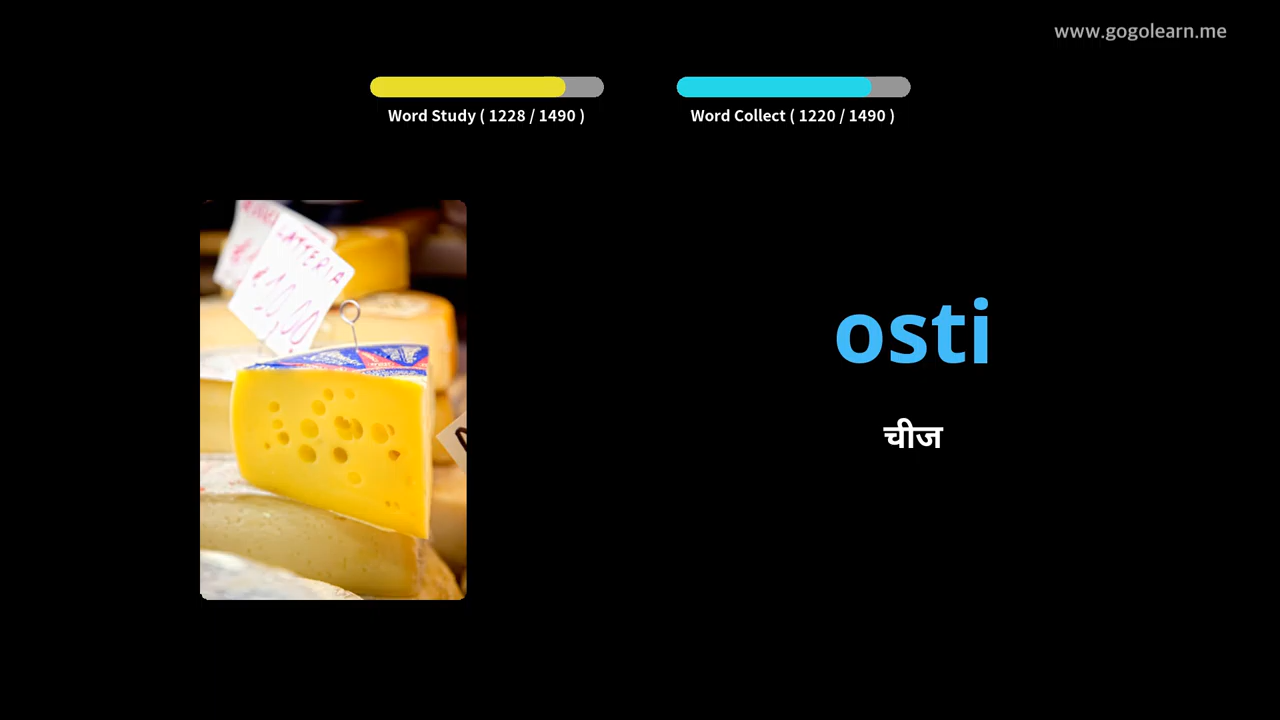 www.gogolearn.me
Word Study ( 1228 / 1490 )
Word Collect ( 1220 / 1490 )
LATTERIA
osti
चीज